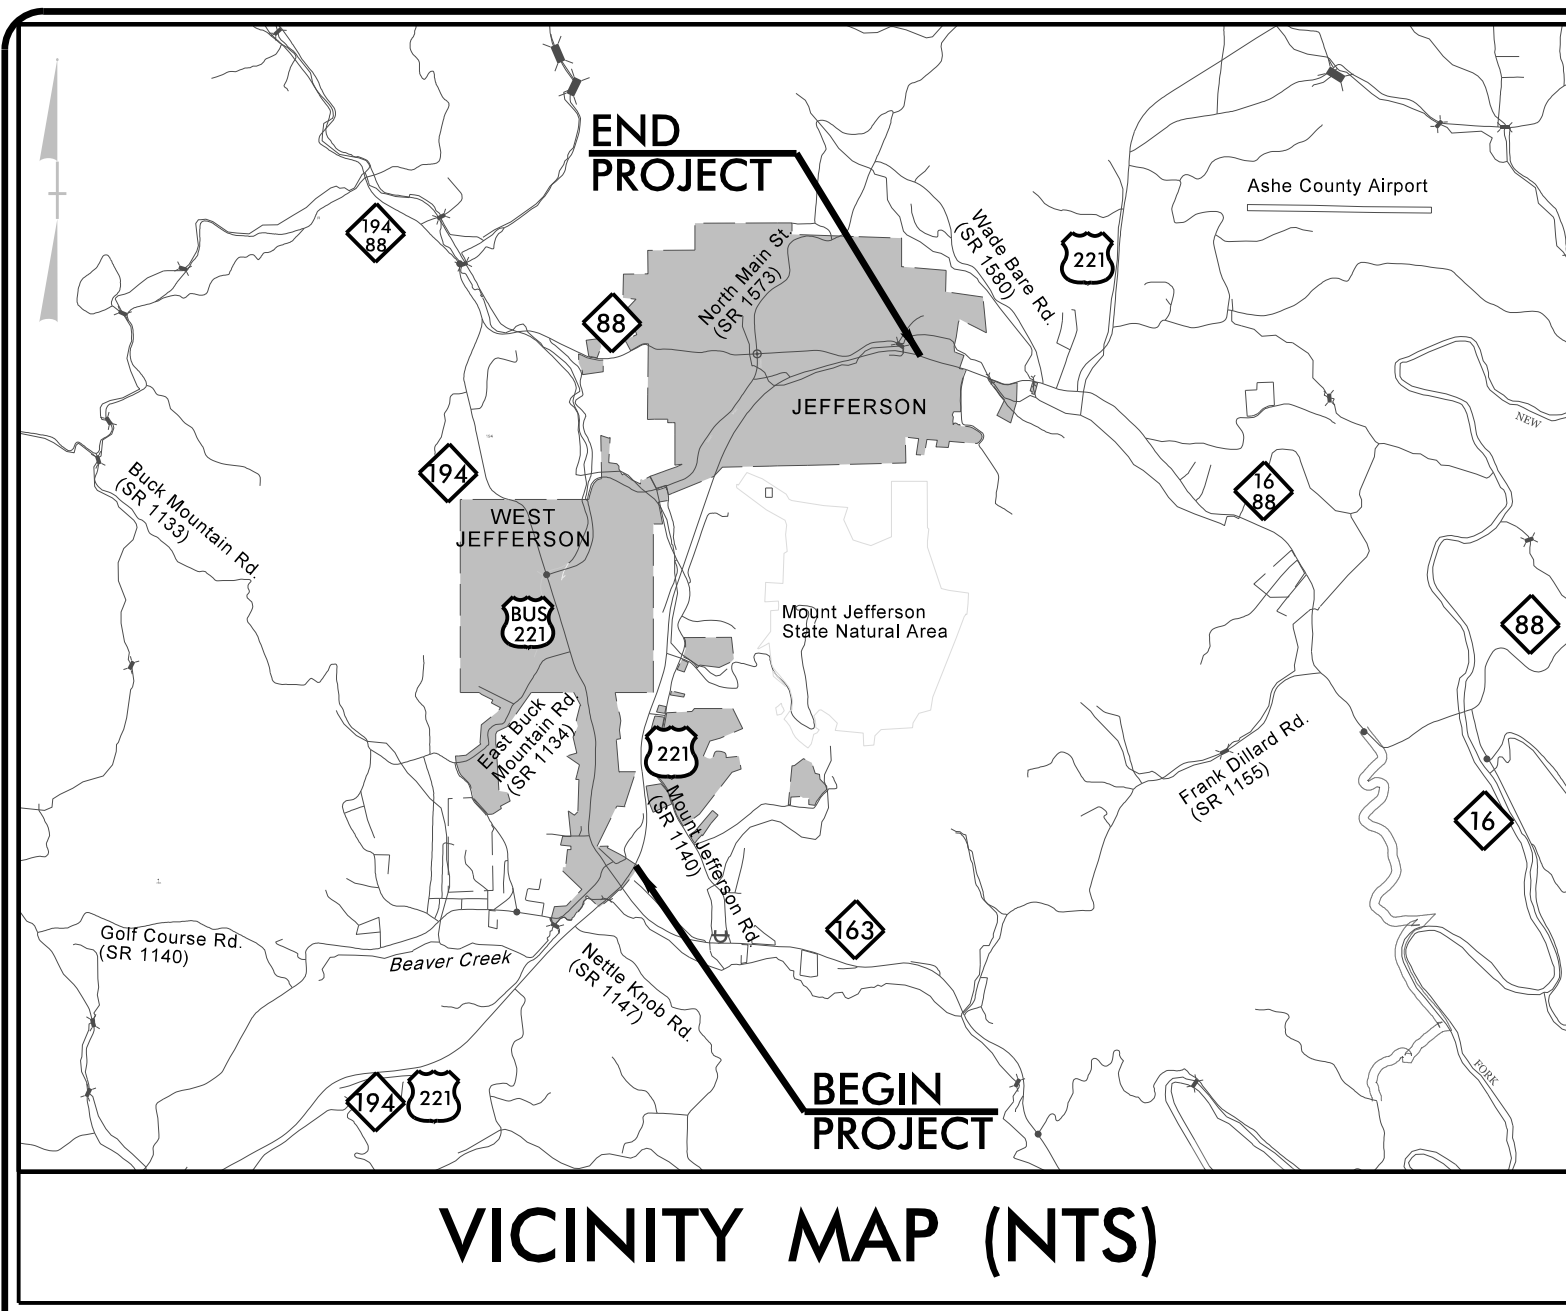 END
PROJECT
Ashe County Airport
194
88
Wade Bare Rd.
(SR 1580)
221
North Main St.
(SR 1573)
88
JEFFERSON
NEW
194
Buck Mountain Rd.
(SR 1133)
16
88
WEST
JEFFERSON
BUS
221
Mount Jefferson
State Natural Area
88
East Buck
Mountain Rd.
(SR 1134)
221
Frank Dillard Rd.
(SR 1155)
Mount Jefferson Rd.
(SR 1140)
16
163
Golf Course Rd.
(SR 1140)
Beaver Creek
Nettle Knob Rd.
(SR 1147)
FORK
194
221
BEGIN
PROJECT
VICINITY MAP (NTS)